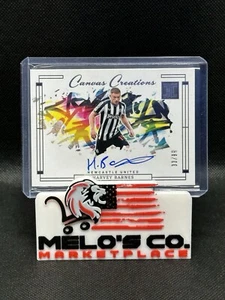 Canvas Creations
NEWCASTLE UNITED
HARVEY BARNES
MELO'S CO.
MARKETPLACE